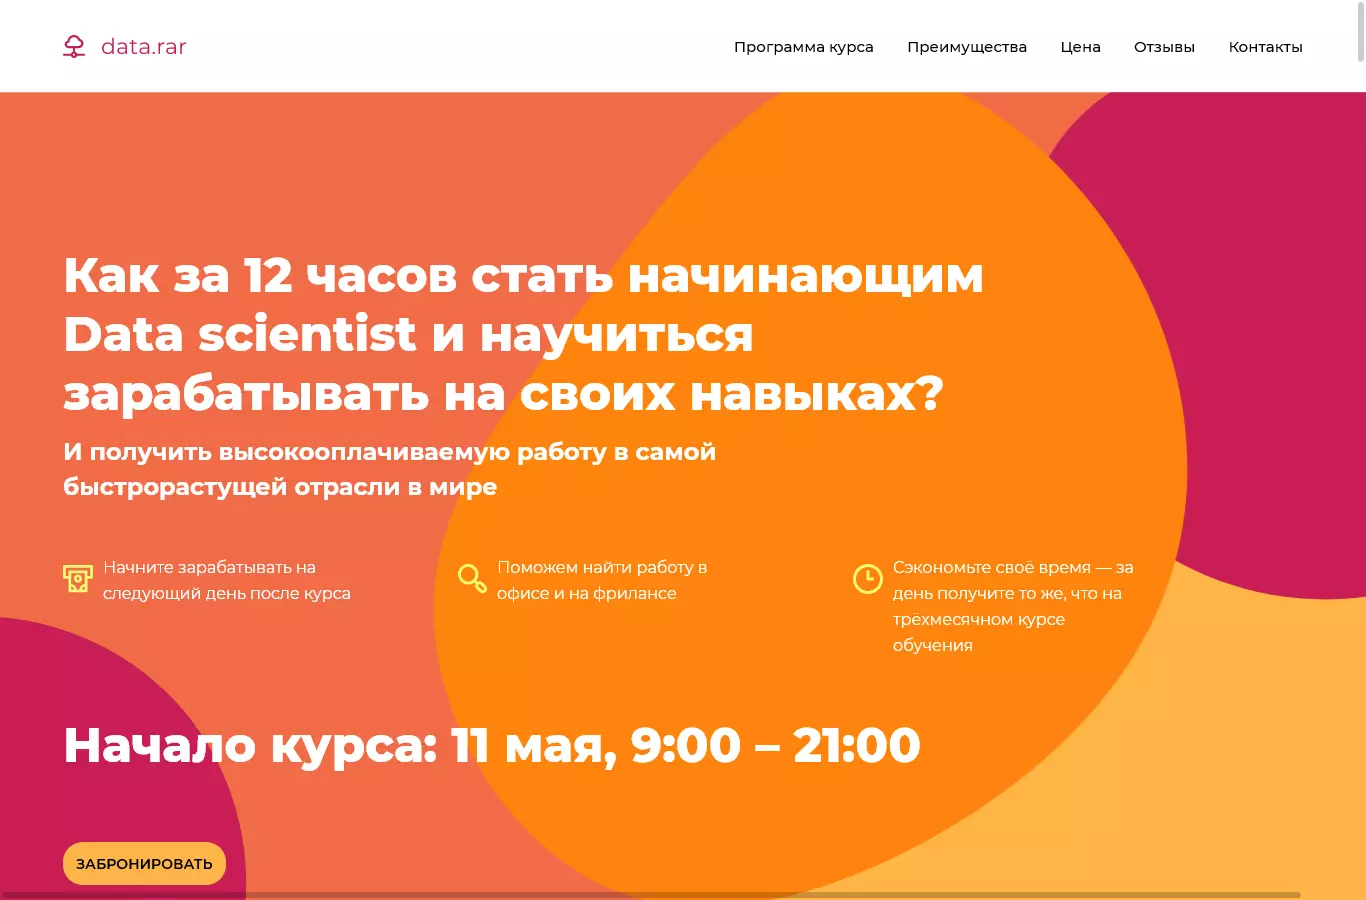 data.rar
Программа курса Преимущества Цена Отзывы Контакты
Как за 12 часов стать начинающим
Data scientist и научиться
зарабатывать на своих навыках?
И получить высокооплачиваемую работу в самой
быстрорастущей отрасли в мире
Начните зарабатывать на
следующий день после курса
Поможем найти работу в
офисе и на фрилансе
Сэкономьте своё время — за
день получите то же, что на
трёхмесячном курсе
обучения
Начало курса: 11 мая, 9:00 – 21:00
ЗАБРОНИРОВАТЬ